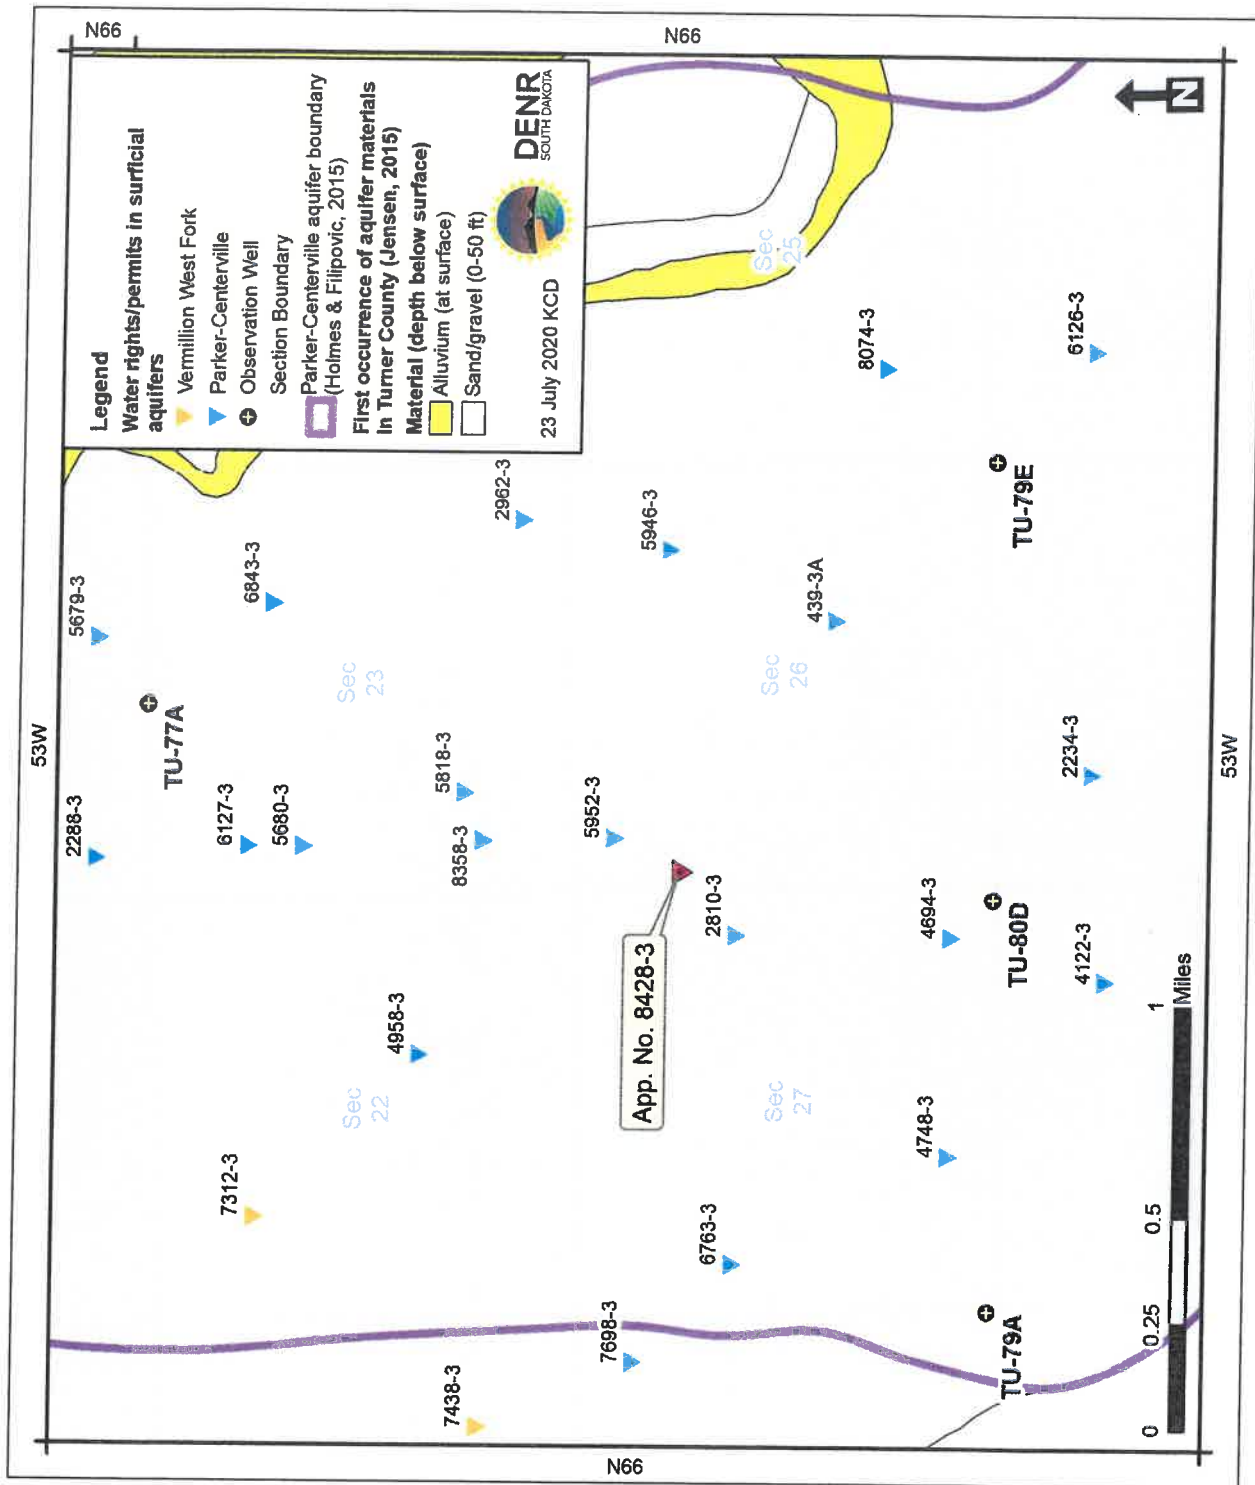 53W
N66
N66
Legend
Water rights/permits in surficial
aquifers
Vermillion West Fork
Parker-Centerville
Observation Well
Section Boundary
Parker-Centerville aquifer boundary
(Holmes & Filipovic, 2015)
First occurrence of aquifer materials
in Turner County (Jensen, 2015)
Material (depth below surface)
Alluvium (at surface)
Sand/gravel (0-50 ft)
23 July 2020 KCD
DENR
SOUTH DAKOTA
2288-3
5679-3
TU-77A
7312-3
6127-3
6843-3
5680-3
Sec
22
Sec
23
4958-3
7438-3
8358-3
5818-3
2962-3
7698-3
5952-3
App. No. 8428-3
5946-3
6763-3
2810-3
Sec
27
Sec
26
Sec
25
439-3A
8074-3
4748-3
4694-3
TU-79A
TU-80D
TU-79E
4122-3
2234-3
6126-3
0
0.25
0.5
1
Miles
N
N66
53W